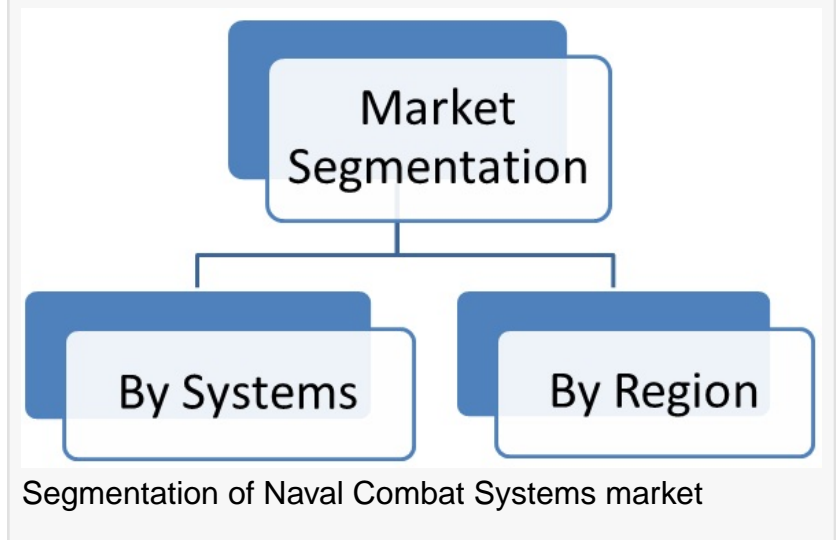 Market
Segmentation
By Systems
By Region
Segmentation of Naval Combat Systems market